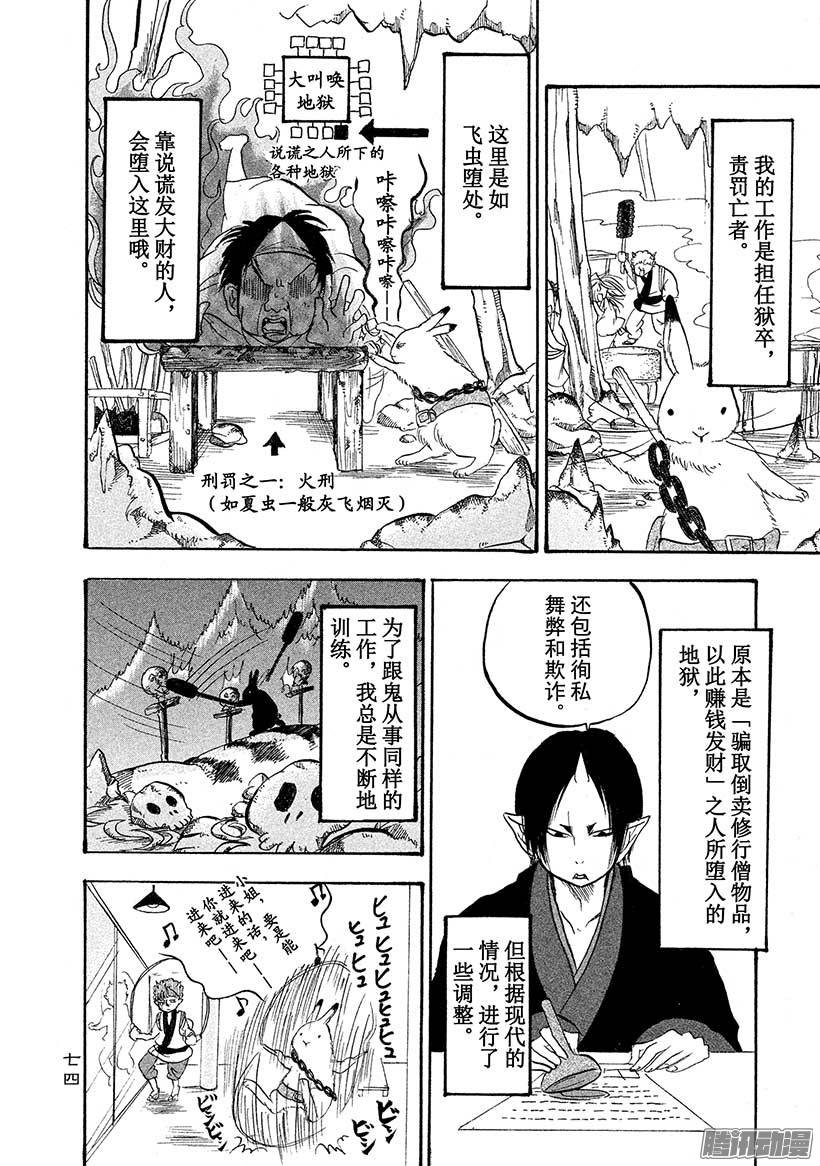 我的工作是担任狱卒，
责罚亡者。
这里是如
飞虫堕处。
大叫唤
地狱
说谎之人所下的
各种地狱
咔嚓咔嚓咔嚓——
靠说谎发大财的人，
会堕入这里哦。
刑罚之一：火刑
（如夏虫一般灰飞烟灭）
原本是「骗取倒卖修行僧物品，
以此赚钱发财」之人所堕入的
地狱，
还包括徇私
舞弊和欺诈。
但根据现代的
情况，进行了
一些调整。
为了跟鬼从事同样的
工作，我总是不断地
训练。
小姐，要是能
进来的话，
你就进来吧——
进来吧——
ヒュヒュ
ヒュヒュヒュヒュ
ヒュヒュ
ビシビシ
ビシビシ
七四
腾讯动漫